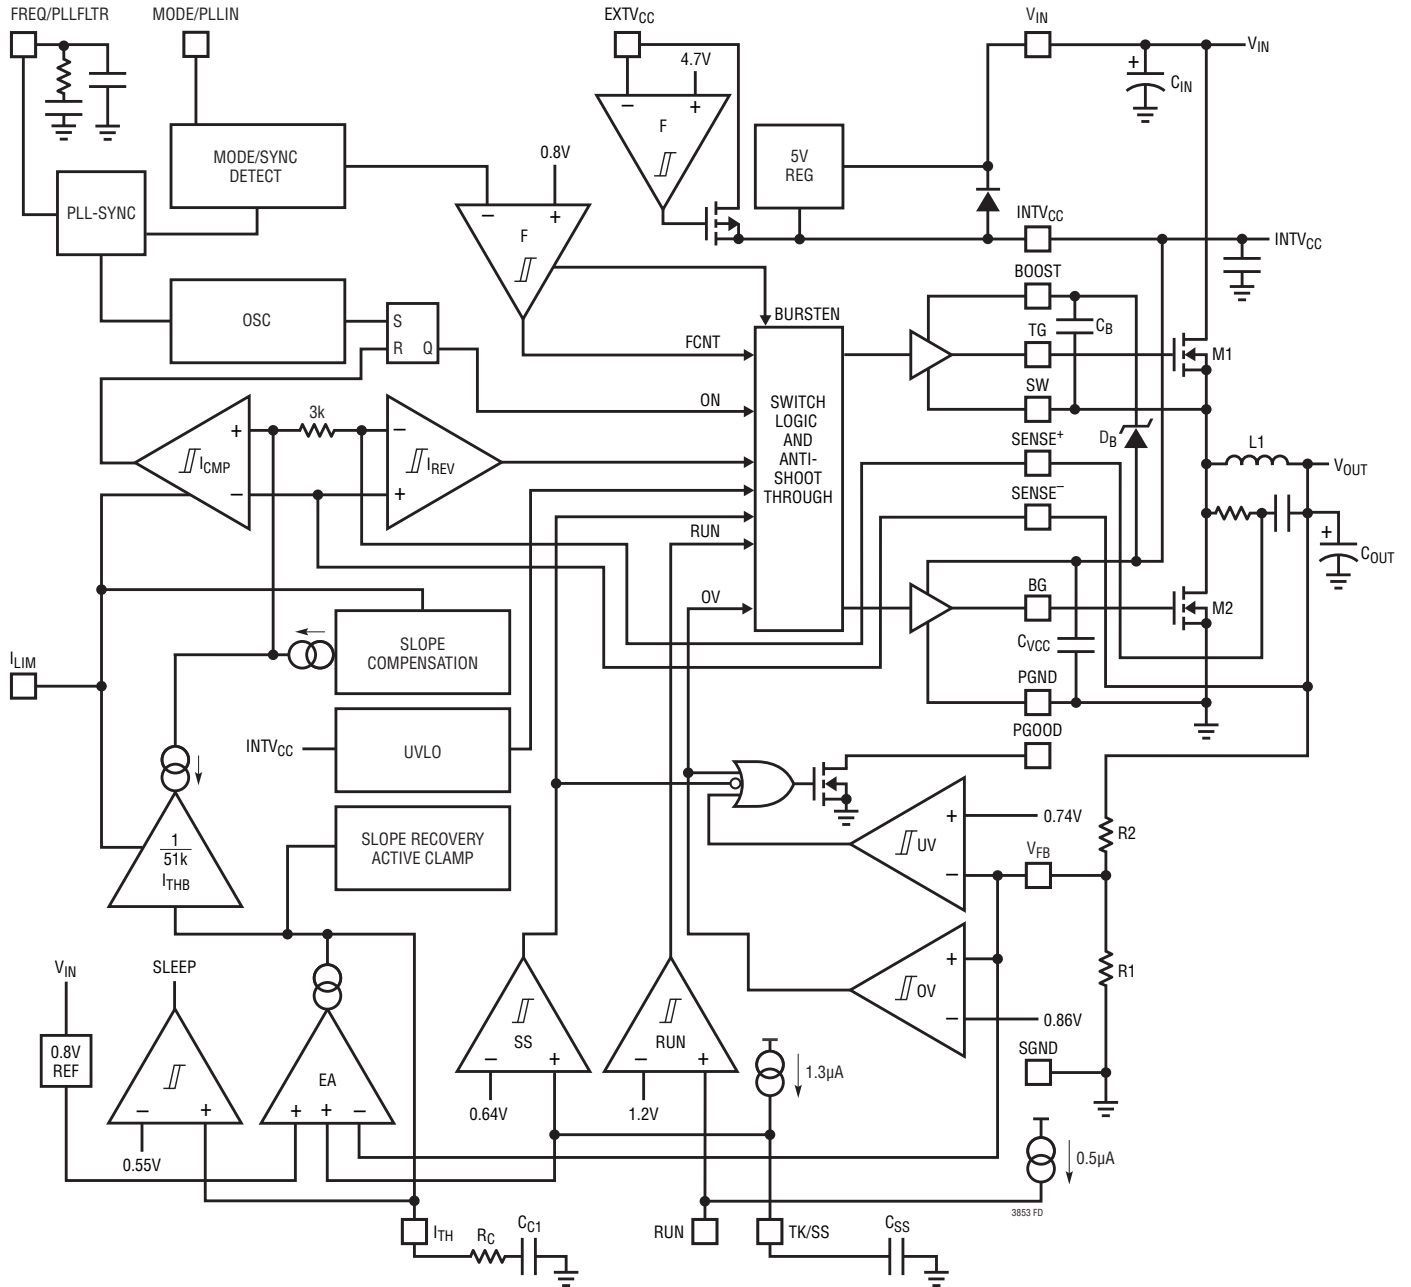 FREQ/PLLFLTR
MODE/PLLIN
EXTVCC
VIN
VIN
4.7V
+
CIN
−
+
F
MODE/SYNC
DETECT
0.8V
5V
REG
PLL-SYNC
−
+
F
INTVCC
INTVCC
BOOST
OSC
S
R
Q
BURSTEN
CB
TG
FCNT
M1
SWITCH
LOGIC
AND
ANTI-
SHOOT
THROUGH
ON
SW
3k
+
−
ICMP
−
+
IREV
SENSE+
DB
L1
VOUT
SENSE−
RUN
+
COUT
OV
BG
M2
CVCC
SLOPE
COMPENSATION
ILIM
PGND
PGOOD
INTVCC
UVLO
1
51k
ITHB
SLOPE RECOVERY
ACTIVE CLAMP
+
0.74V
UV
−
VFB
R2
VIN
SLEEP
+
OV
−
0.86V
R1
0.8V
REF
−
+
EA
+
+
−
SS
−
+
RUN
−
+
SGND
1.3µA
0.64V
1.2V
0.55V
0.5µA
3853 FD
ITH
RC
CC1
RUN
TK/SS
CSS